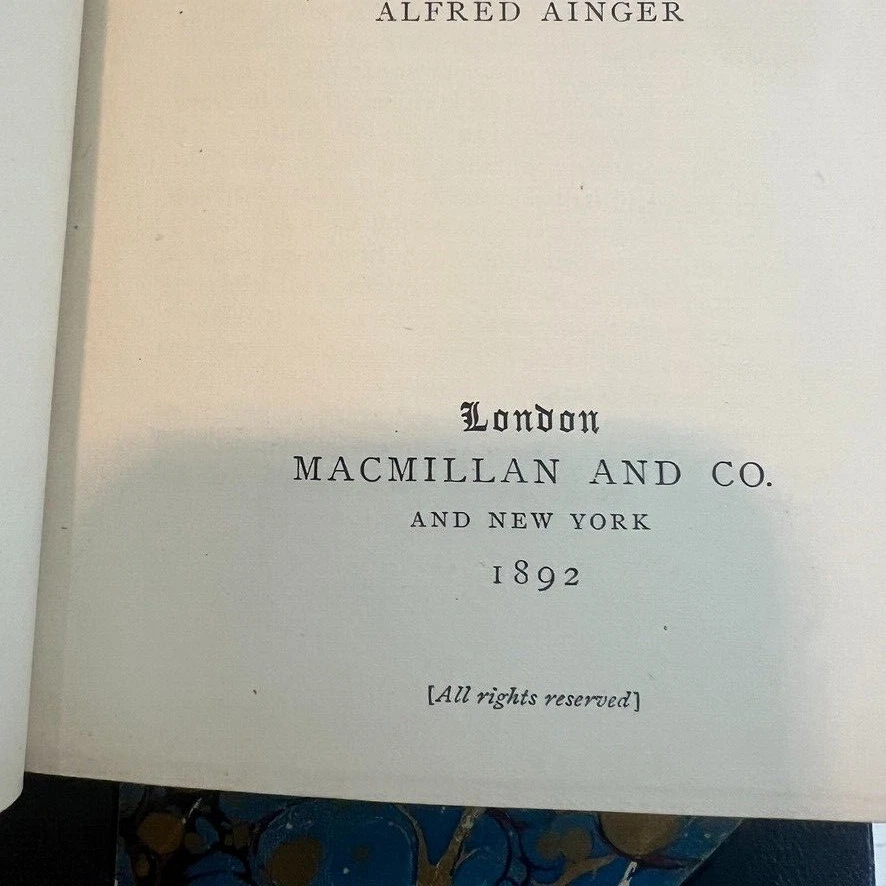 ALFRED AINGER
London
MACMILLAN AND CO.
AND NEW YORK
1892
[All rights reserved]